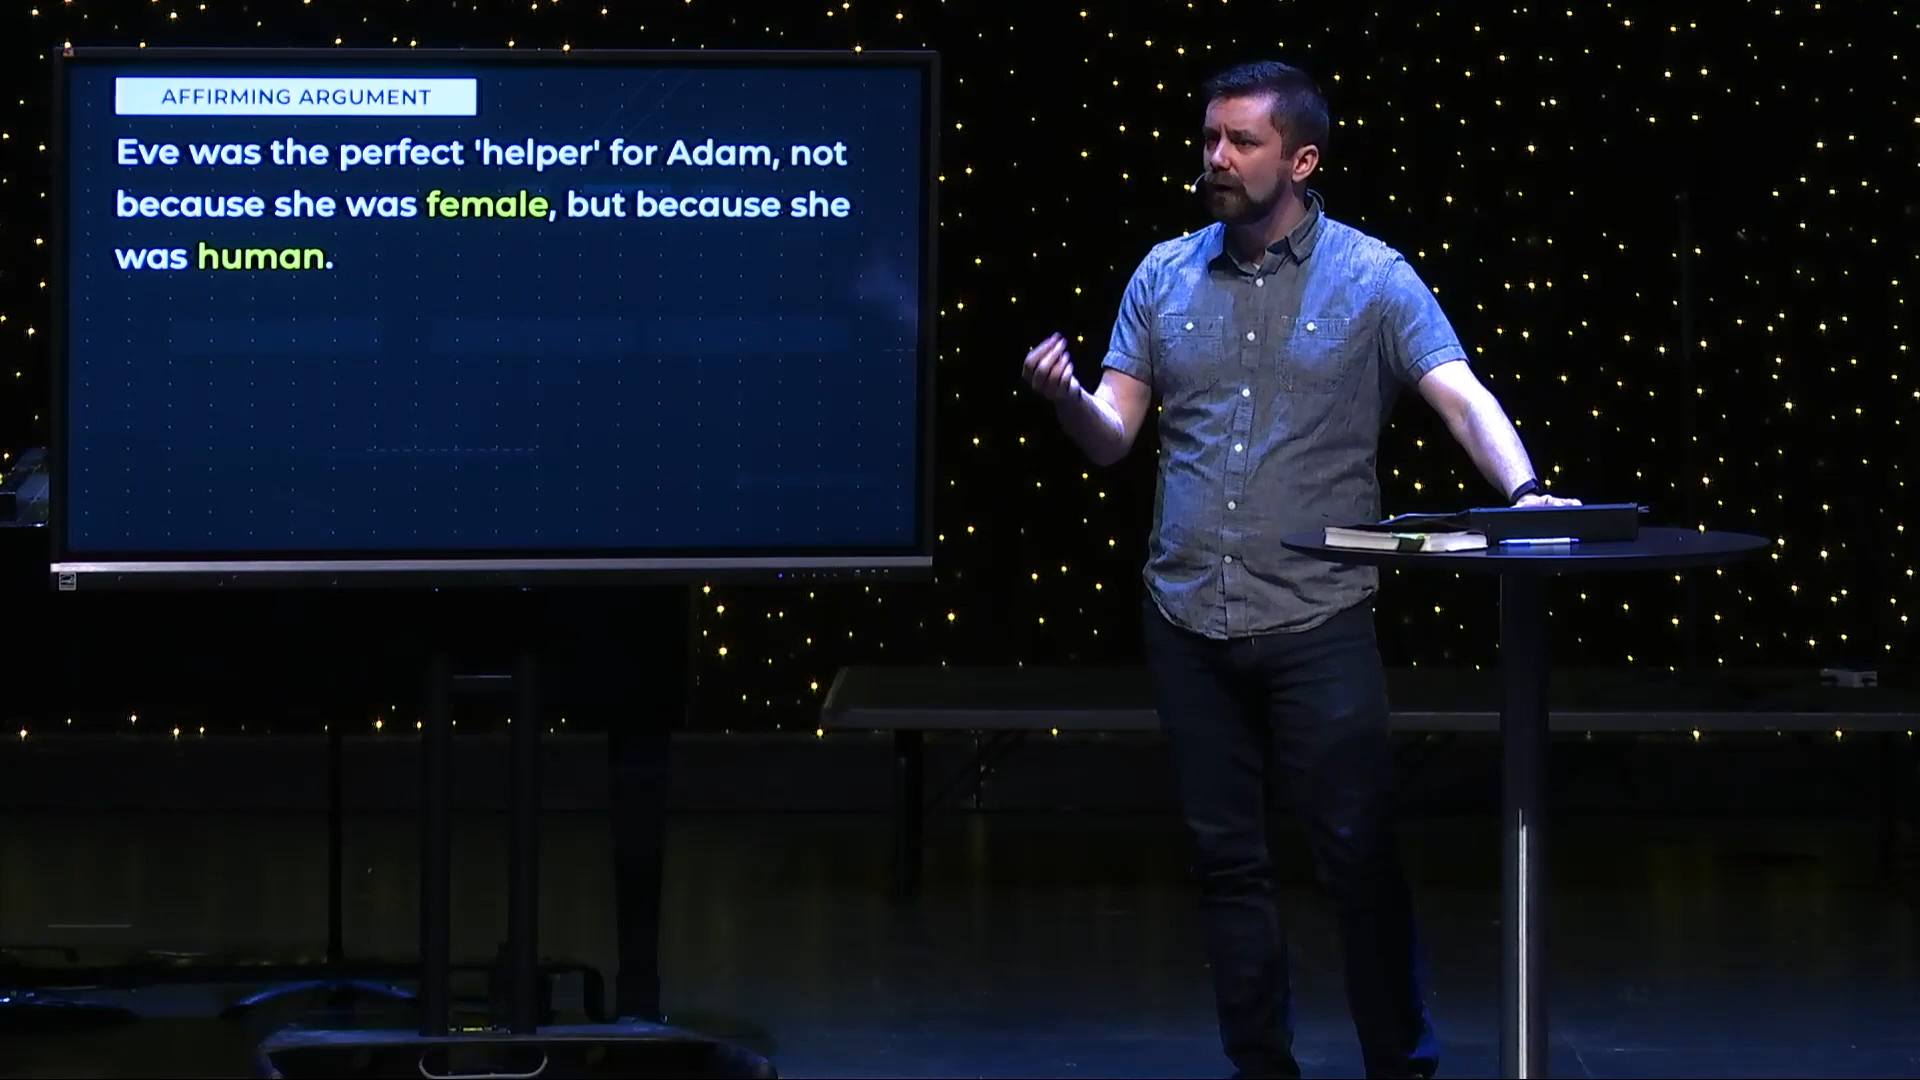 AFFIRMING ARGUMENT
Eve was the perfect 'helper' for Adam, not
because she was female, but because she
was human.